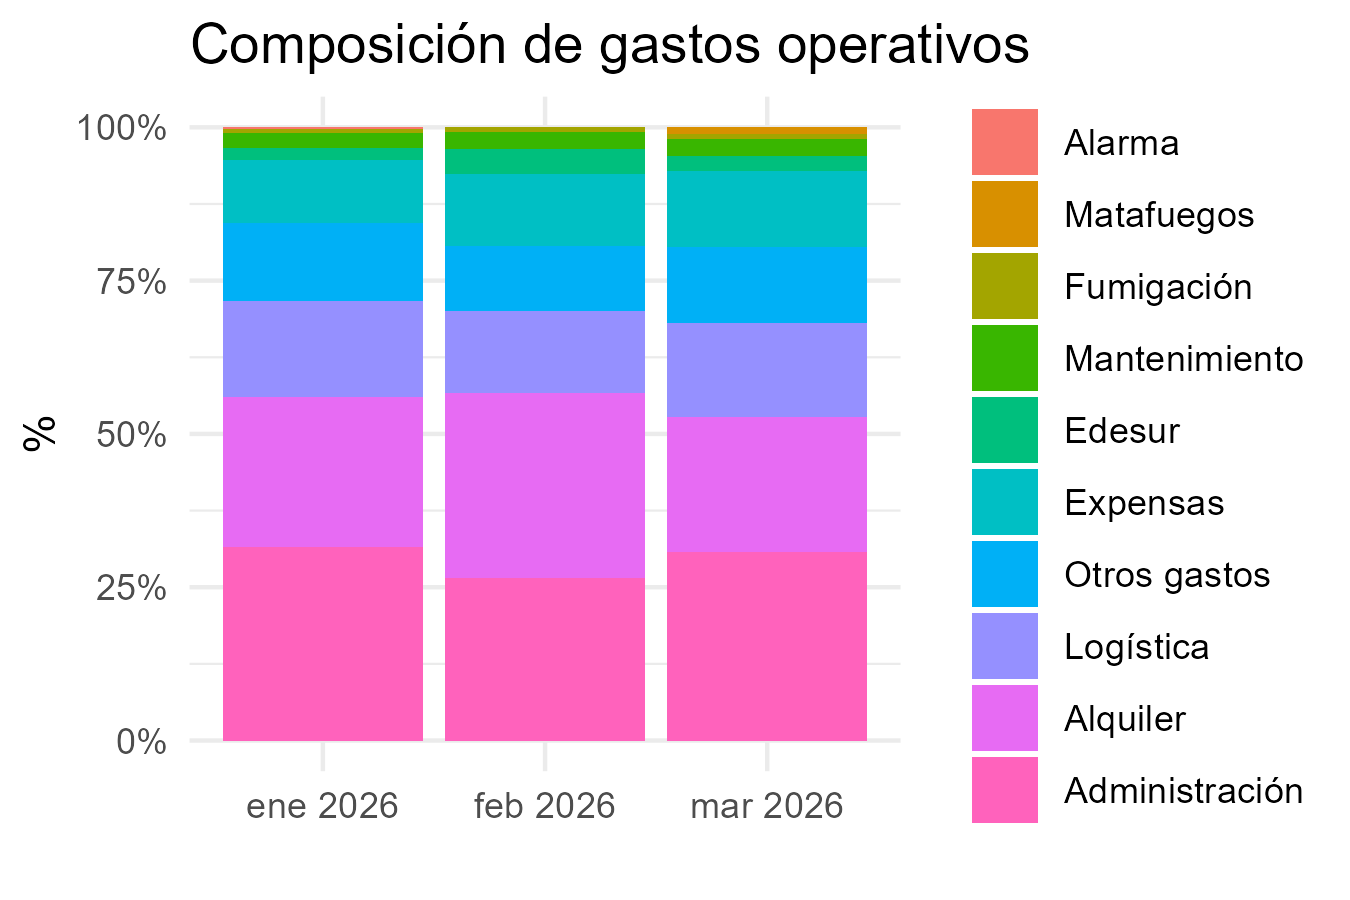 Composición de gastos operativos
%
100%
75%
50%
25%
0%
ene 2026
feb 2026
mar 2026
Alarma
Matafuegos
Fumigación
Mantenimiento
Edesur
Expensas
Otros gastos
Logística
Alquiler
Administración